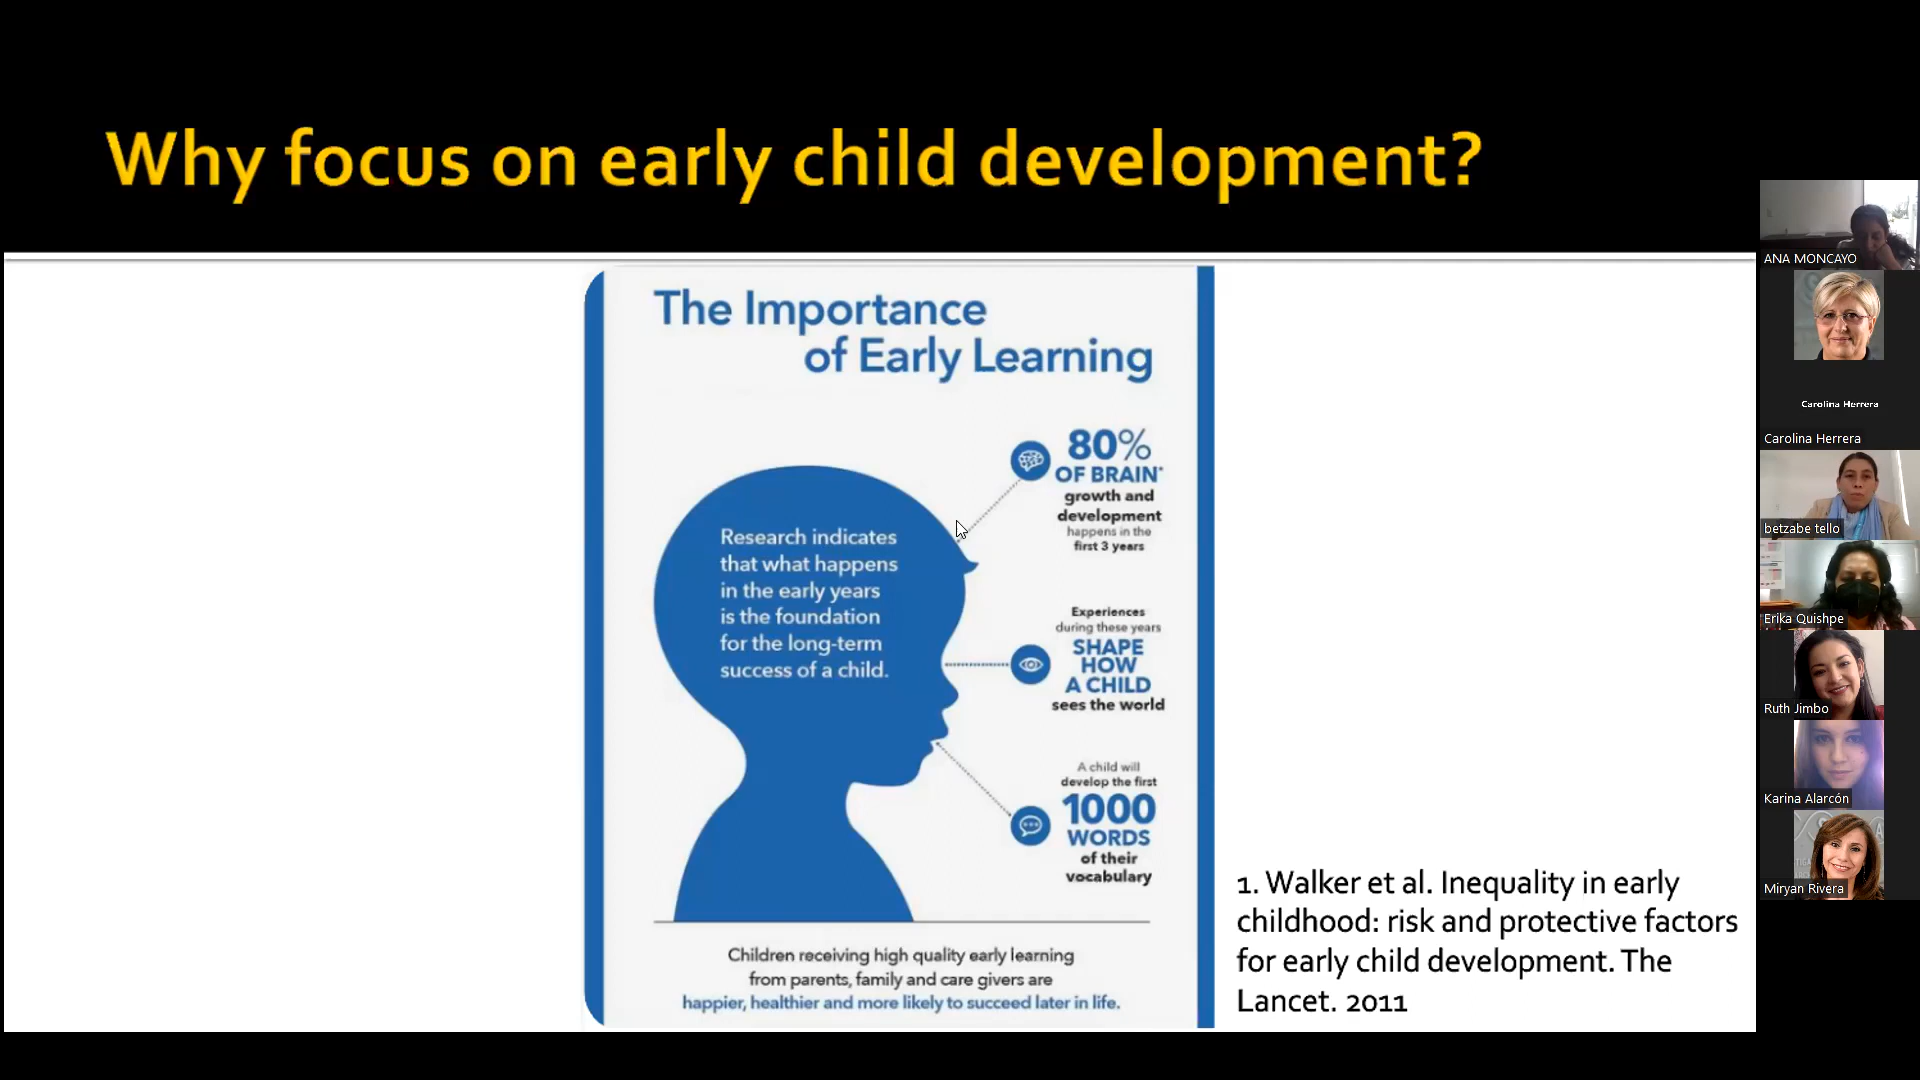 Why focus on early child development?
The Importance
of Early Learning
80%
OF BRAIN*
growth and
development
happens in the
first 3 years
Research indicates
that what happens
in the early years
is the foundation
for the long-term
success of a child.
Experiences
during these years
SHAPE
HOW
A CHILD
sees the world
A child will
develop the first
1000
WORDS
of their
vocabulary
Children receiving high quality early learning
from parents, family and care givers are
happier, healthier and more likely to succeed later in life.
1. Walker et al. Inequality in early
childhood: risk and protective factors
for early child development. The
Lancet. 2011
ANA MONCAYO
Carolina Herrera
Carolina Herrera
betzabe tello
Erika Quishpe
Ruth Jimbo
Karina Alarcón
Miryan Rivera